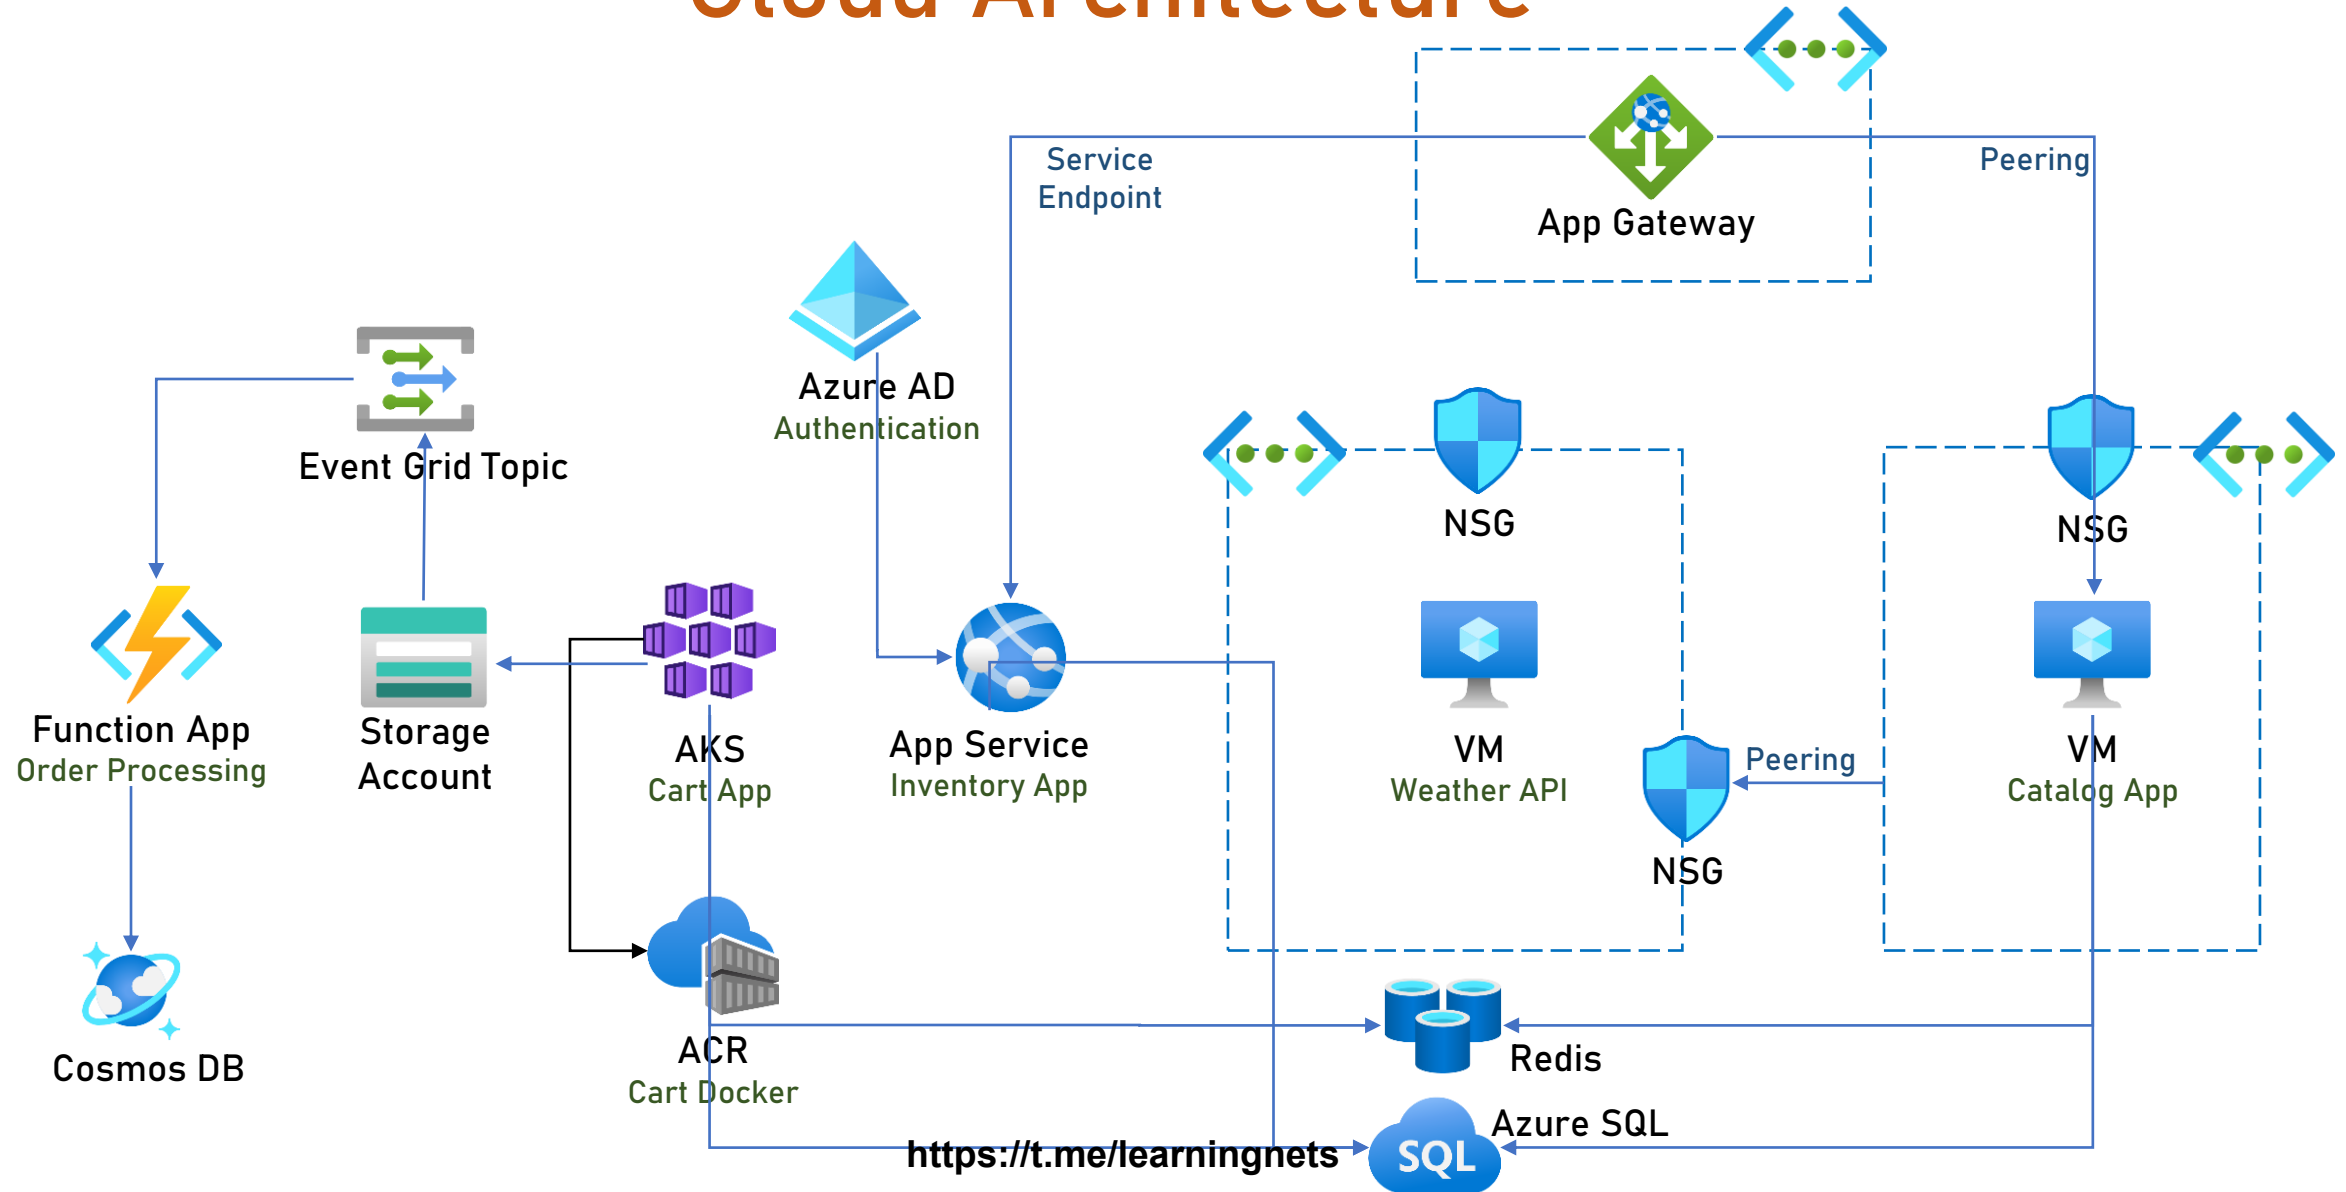 Cloud Architecture
Service
Endpoint
Peering
App Gateway
Azure AD
Authentication
Event Grid Topic
NSG
NSG
Function App
Order Processing
Storage
Account
AKS
Cart App
App Service
Inventory App
VM
Weather API
Peering
VM
Catalog App
NSG
Cosmos DB
ACR
Cart Docker
Redis
Azure SQL
SQL
https://t.me/learningnets